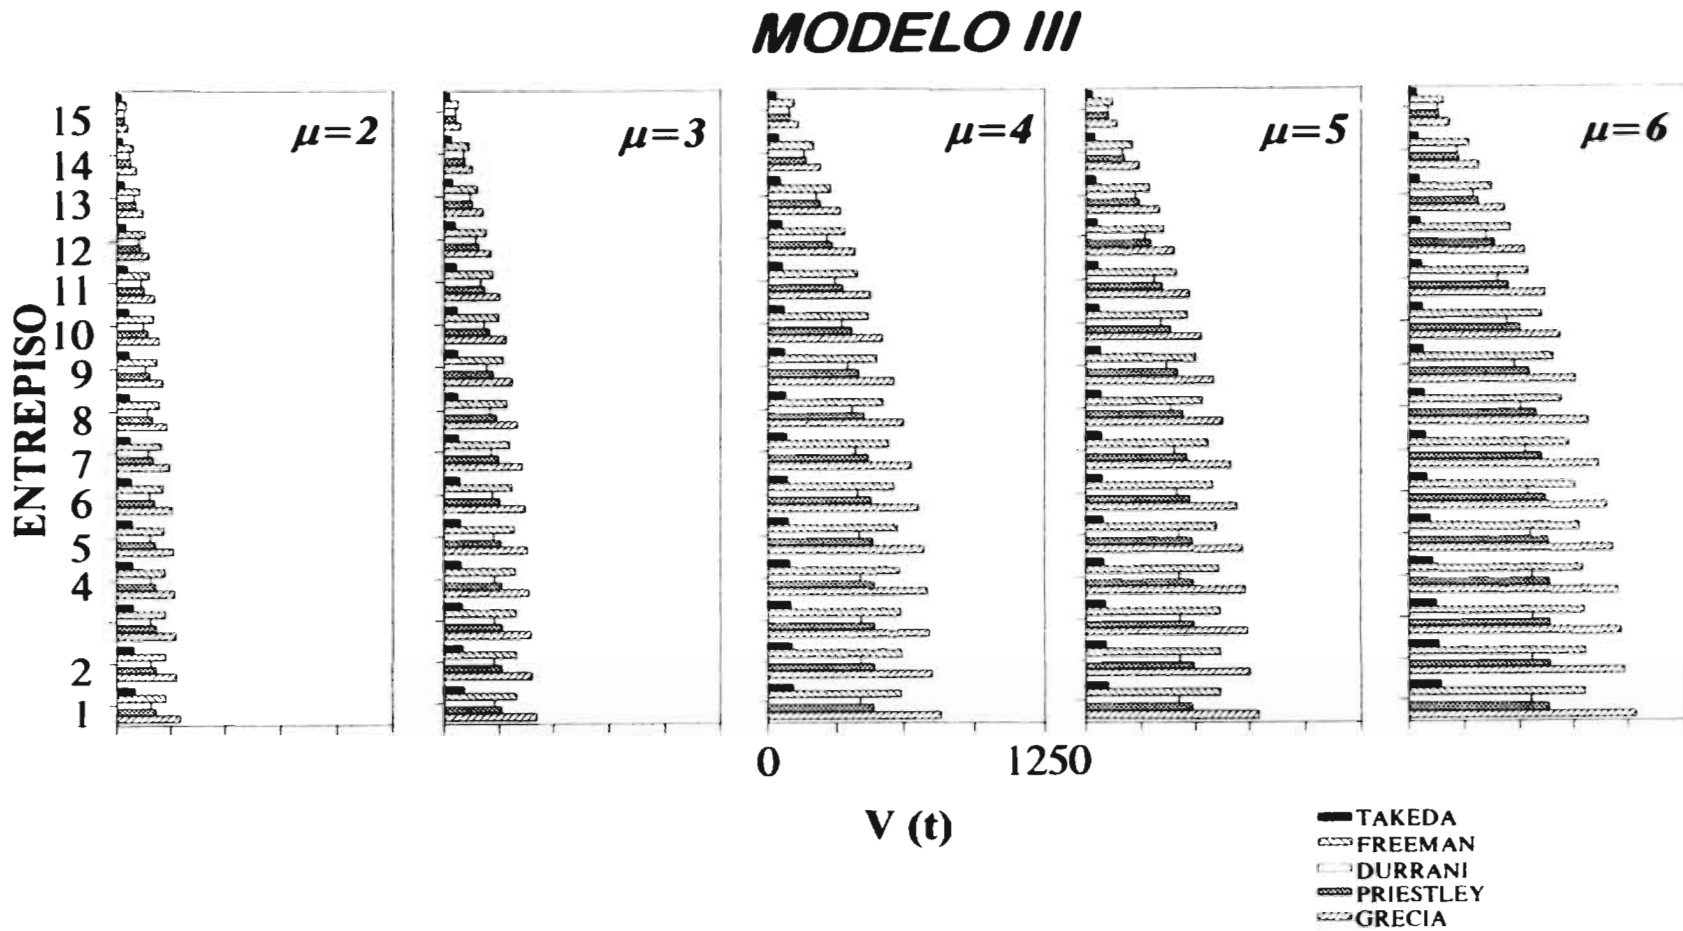 MODELO III
μ=2
μ=3
μ=4
μ=5
μ=6
ENTREPISO
15
14
13
12
11
10
9
8
7
6
5
4
2
1
0
1250
V (t)
TAKEDA
FREEMAN
DURRANI
PRIESTLEY
GRECIA